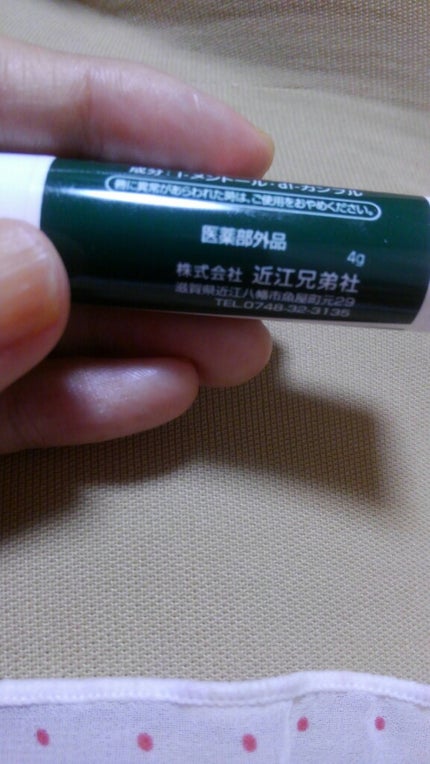 成分:l-メントール・dl-カンフル
唇に異常があらわれた時は、ご使用をおやめください。
医薬部外品
4g
株式会社 近江兄弟社
滋賀県近江八幡市魚屋町元29
TEL.0748-32-3135